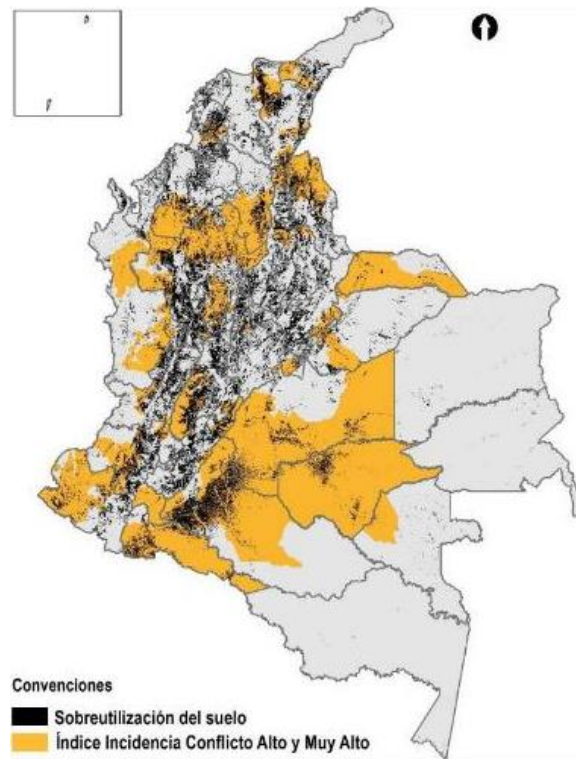 Convenciones
Sobreutilización del suelo
Índice Incidencia Conflicto Alto y Muy Alto